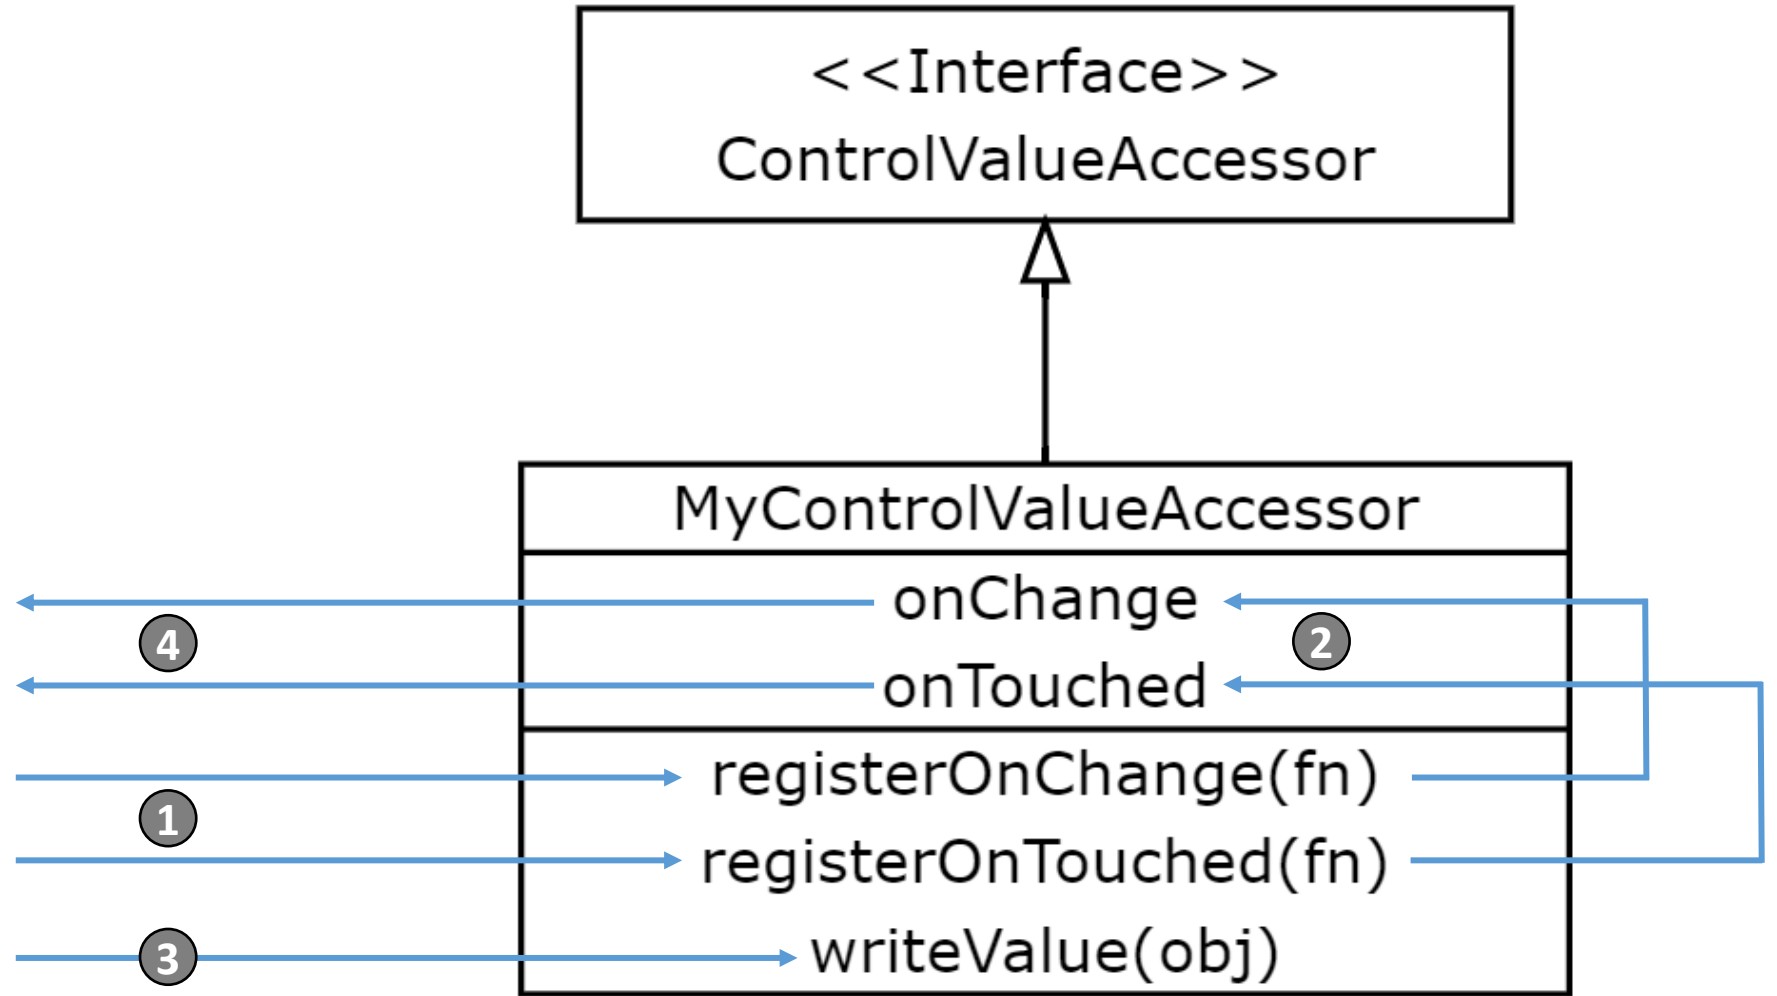 <<Interface>>
ControlValueAccessor
MyControlValueAccessor
onChange
4
2
onTouched
registerOnChange(fn)
1
registerOnTouched(fn)
3
writeValue(obj)